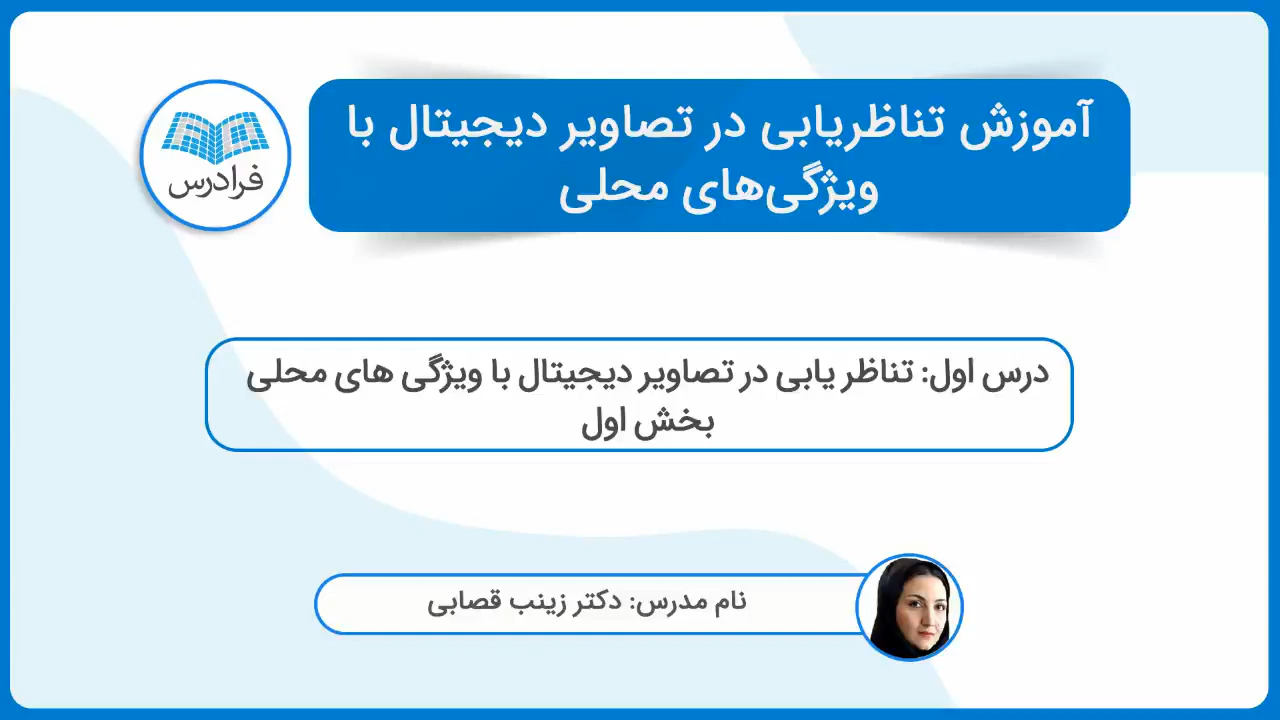 آموزش تناظریابی در تصاویر دیجیتال با
ویژگی‌های محلی
فرادرس
درس اول: تناظر یابی در تصاویر دیجیتال با ویژگی های محلی
بخش اول
نام مدرس: دکتر زینب قصابی